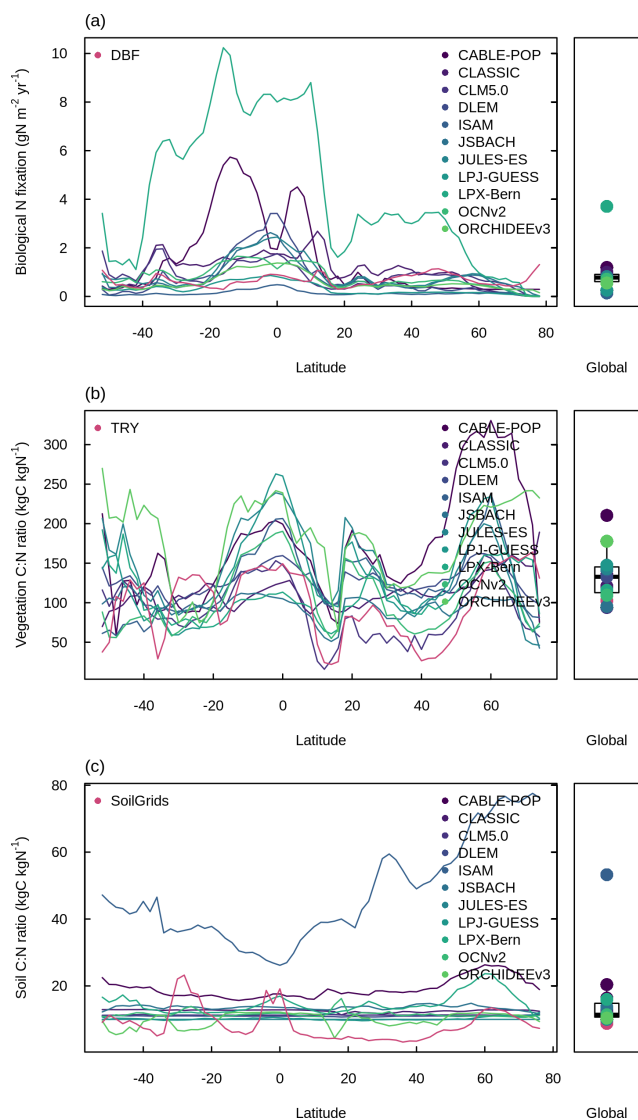 (a)
Biological N fixation (gN m-2 yr-1)
10
8
6
4
2
0
DBF
CABLE-POP
CLASSIC
CLM5.0
DLEM
ISAM
JSBACH
JULES-ES
LPJ-GUESS
LPX-Bern
OCNv2
ORCHIDEEv3
-40 -20 0 20 40 60 80
Latitude
Global
(b)
Vegetation C:N ratio (kgC kgN-1)
300
250
200
150
100
50
TRY
CABLE-POP
CLASSIC
CLM5.0
DLEM
ISAM
JSBACH
JULES-ES
LPJ-GUESS
LPX-Bern
OCNv2
ORCHIDEEv3
-40 -20 0 20 40 60
Latitude
Global
(c)
Soil C:N ratio (kgC kgN-1)
80
60
40
20
SoilGrids
CABLE-POP
CLASSIC
CLM5.0
DLEM
ISAM
JSBACH
JULES-ES
LPJ-GUESS
LPX-Bern
OCNv2
ORCHIDEEv3
-40 -20 0 20 40 60 80
Latitude
Global